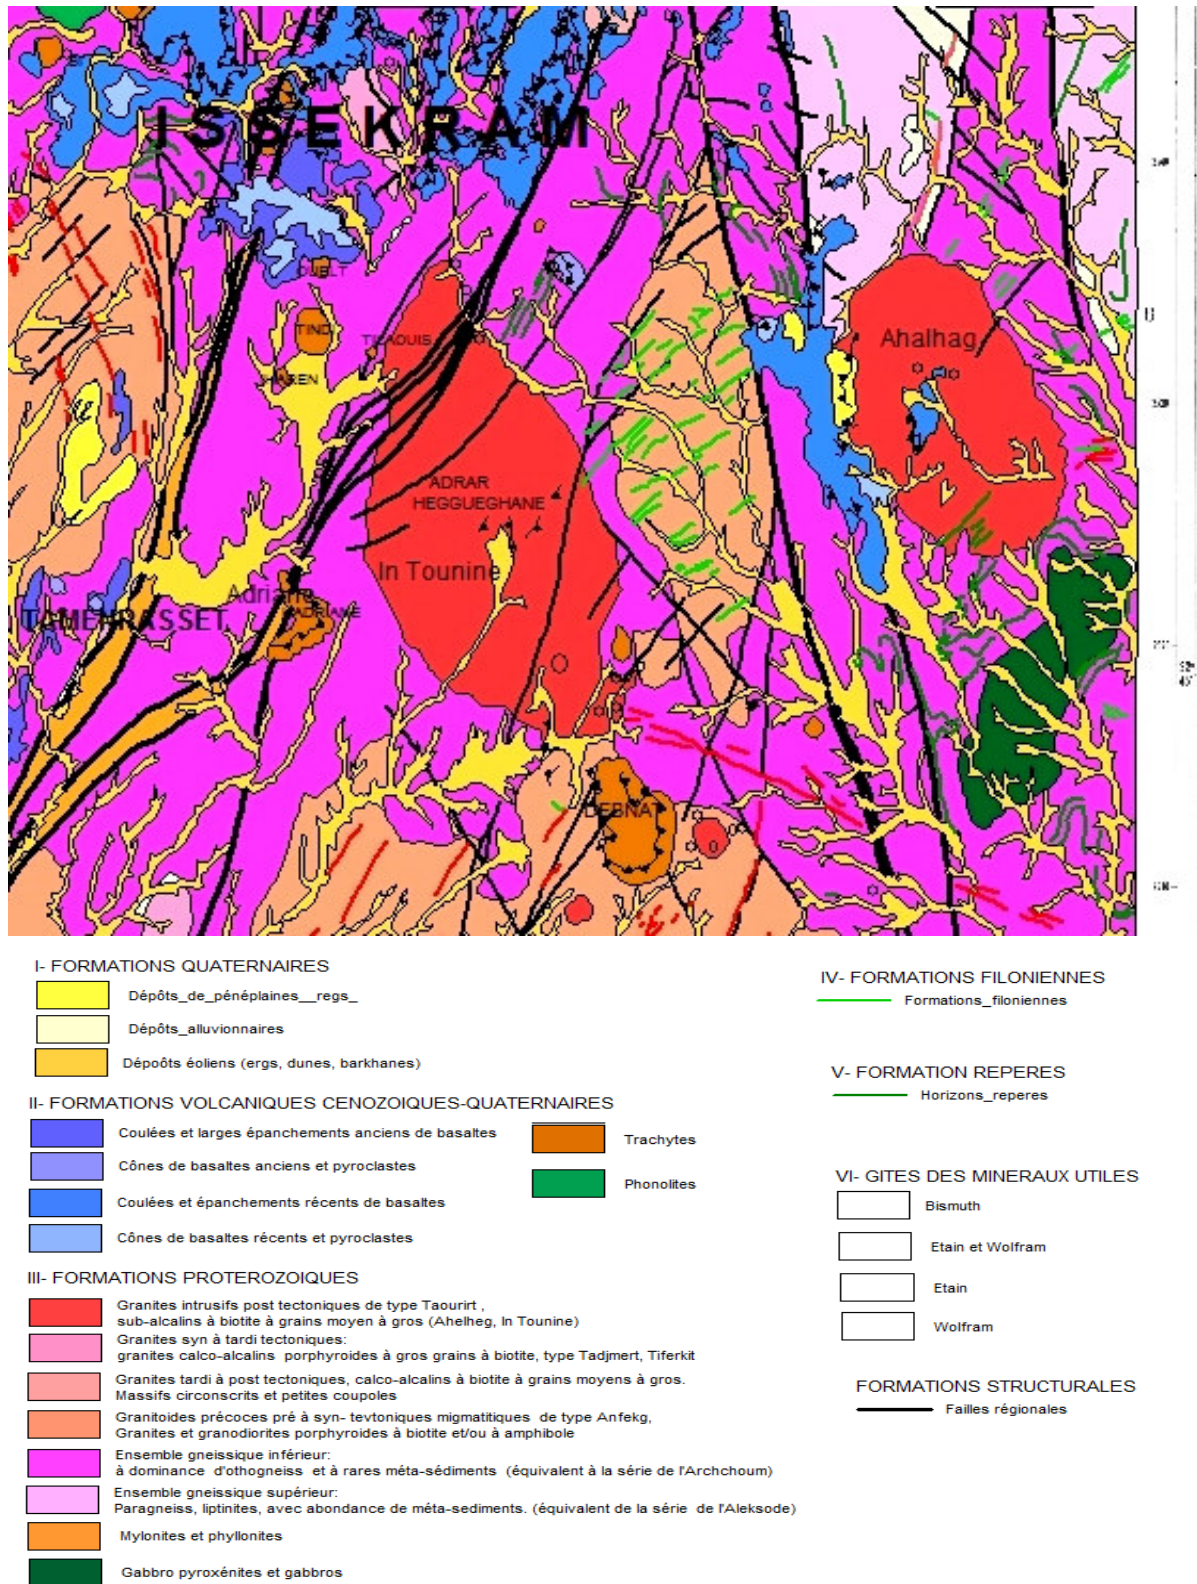 ISSEKRAM
OUELT
TIND
TILAOUIS
SHAREN
Ahalhag
ADRAR
HEGGUEGHANE
In Tounine
Adriane
ADRIANE
TAMENRASSET
DEBNAT
I- FORMATIONS QUATERNAIRES
Dépôts_de_pénéplaines__regs_
Dépôts_alluvionnaires
Dépoôts éoliens (ergs, dunes, barkhanes)
II- FORMATIONS VOLCANIQUES CENOZOIQUES-QUATERNAIRES
Coulées et larges épanchements anciens de basaltes
Cônes de basaltes anciens et pyroclastes
Coulées et épanchements récents de basaltes
Cônes de basaltes récents et pyroclastes
Trachytes
Phonolites
III- FORMATIONS PROTEROZOIQUES
Granites intrusifs post tectoniques de type Taourirt ,
sub-alcalins à biotite à grains moyen à gros (Ahelheg, In Tounine)
Granites syn à tardi tectoniques:
granites calco-alcalins porphyroides à gros grains à biotite, type Tadjmert, Tiferkit
Granites tardi à post tectoniques, calco-alcalins à biotite à grains moyens à gros.
Massifs circonscrits et petites coupoles
Granitoides précoces pré à syn- tevtoniques migmatitiques de type Anfekg,
Granites et granodiorites porphyroides à biotite et/ou à amphibole
Ensemble gneissique inférieur:
à dominance d'othogneiss et à rares méta-sédiments (équivalent à la série de l'Archchoum)
Ensemble gneissique supérieur:
Paragneiss, liptinites, avec abondance de méta-sediments. (équivalent de la série de l'Aleksode)
Mylonites et phyllonites
Gabbro pyroxénites et gabbros
IV- FORMATIONS FILONIENNES
Formations_filoniennes
V- FORMATION REPERES
Horizons_reperes
VI- GITES DES MINERAUX UTILES
Bismuth
Etain et Wolfram
Etain
Wolfram
FORMATIONS STRUCTURALES
Failles régionales